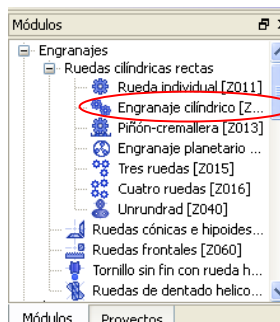 Módulos
Engranajes
Ruedas cilíndricas rectas
Rueda individual [Z011]
Engranaje cilíndrico [Z...
Piñón-cremallera [Z013]
Engranaje planetario ...
Tres ruedas [Z015]
Cuatro ruedas [Z016]
Unrundrad [Z040]
Ruedas cónicas e hipoides...
Ruedas frontales [Z060]
Tornillo sin fin con rueda h...
Ruedas de dentado helico...
Módulos Proyectos